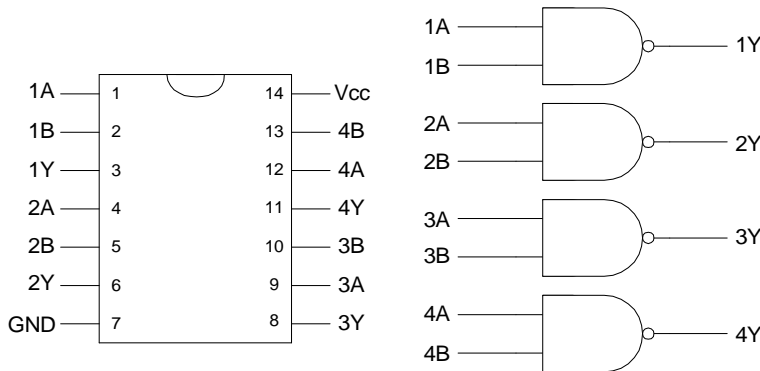 1A 1 14 Vcc
1B 2 13 4B
1Y 3 12 4A
2A 4 11 4Y
2B 5 10 3B
2Y 6 9 3A
GND 7 8 3Y
1A
1B
1Y
2A
2B
2Y
3A
3B
3Y
4A
4B
4Y